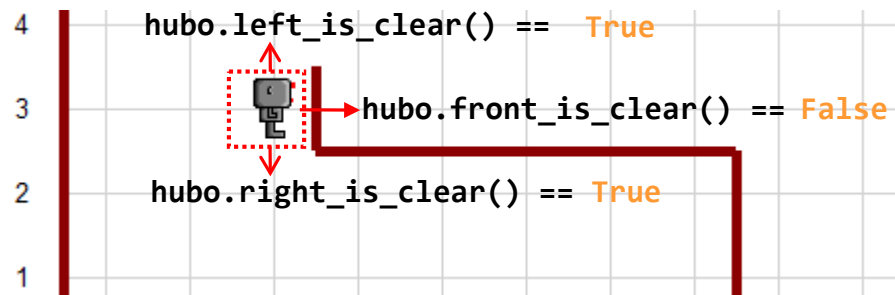 4 hubo.left_is_clear() == True
3 hubo.front_is_clear() == False
2 hubo.right_is_clear() == True
1